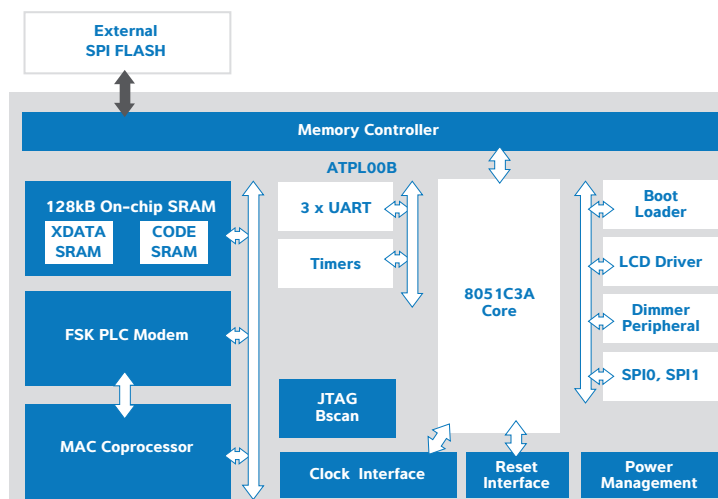 External
SPI FLASH
Memory Controller
ATPL00B
128kB On-chip SRAM
XDATA
SRAM
CODE
SRAM
FSK PLC Modem
MAC Coprocessor
3 x UART
Timers
JTAG
Bscan
8051C3A
Core
Boot
Loader
LCD Driver
Dimmer
Peripheral
SPI0, SPI1
Clock Interface
Reset
Interface
Power
Management